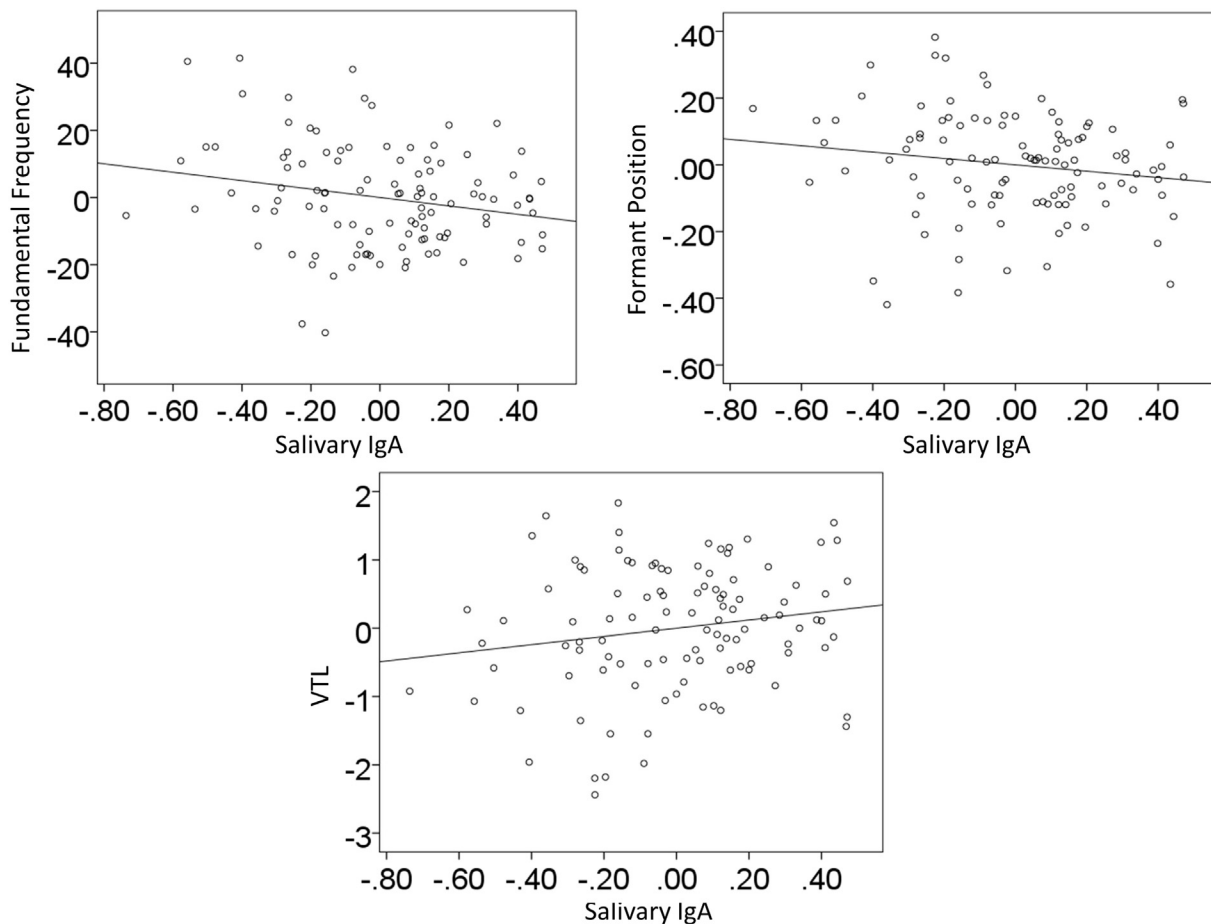 Fundamental Frequency
40
20
0
-20
-40
-.80 -.60 -.40 -.20 .00 .20 .40
Salivary IgA
Formant Position
.40
.20
.00
-.20
-.40
-.60
-.80 -.60 -.40 -.20 .00 .20 .40
Salivary IgA
VTL
2
1
0
-1
-2
-3
-.80 -.60 -.40 -.20 .00 .20 .40
Salivary IgA